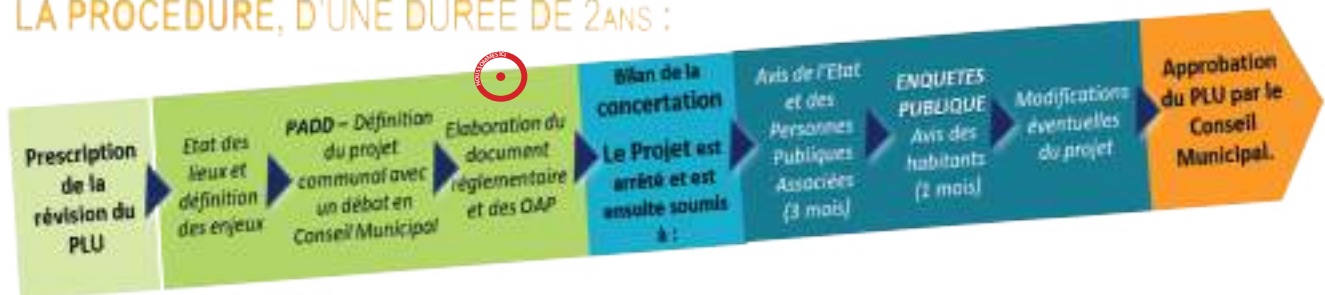 LA PROCEDURE, D'UNE DUREE DE 2ANS :
NOUS SOMMES ICI
Prescription
de la
révision du
PLU
Etat des
lieux et
définition
des enjeux
PADD – Définition
du projet
communal avec
un débat en
Conseil Municipal
Elaboration du
document
réglementaire
et des OAP
Bilan de la
concertation
Le Projet est
arrêté et est
ensuite soumis
à :
Avis de l'Etat
et des
Personnes
Publiques
Associées
(3 mois)
ENQUETES
PUBLIQUE
Avis des
habitants
(1 mois)
Modifications
éventuelles
du projet
Approbation
du PLU par le
Conseil
Municipal.